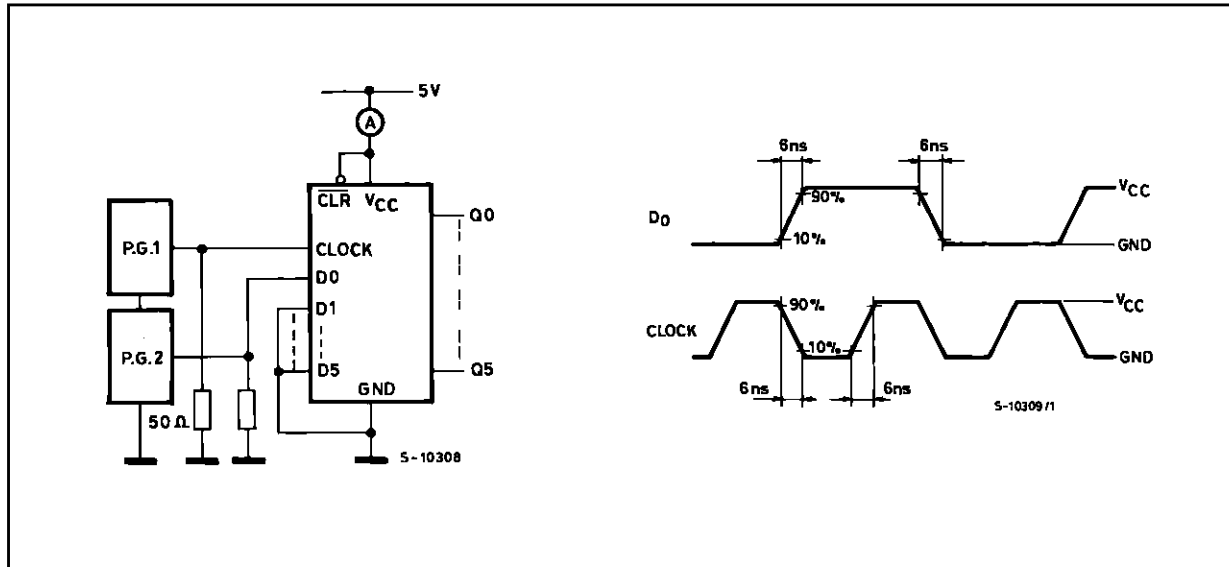 5V
A
CLR VCC
Q0
P.G.1
CLOCK
D0
D1
P.G.2
D5
Q5
GND
50Ω
S-10308
6ns 6ns
VCC
90%
D0
10%
GND
VCC
90%
CLOCK
10%
GND
6ns 6ns
S-10309/1